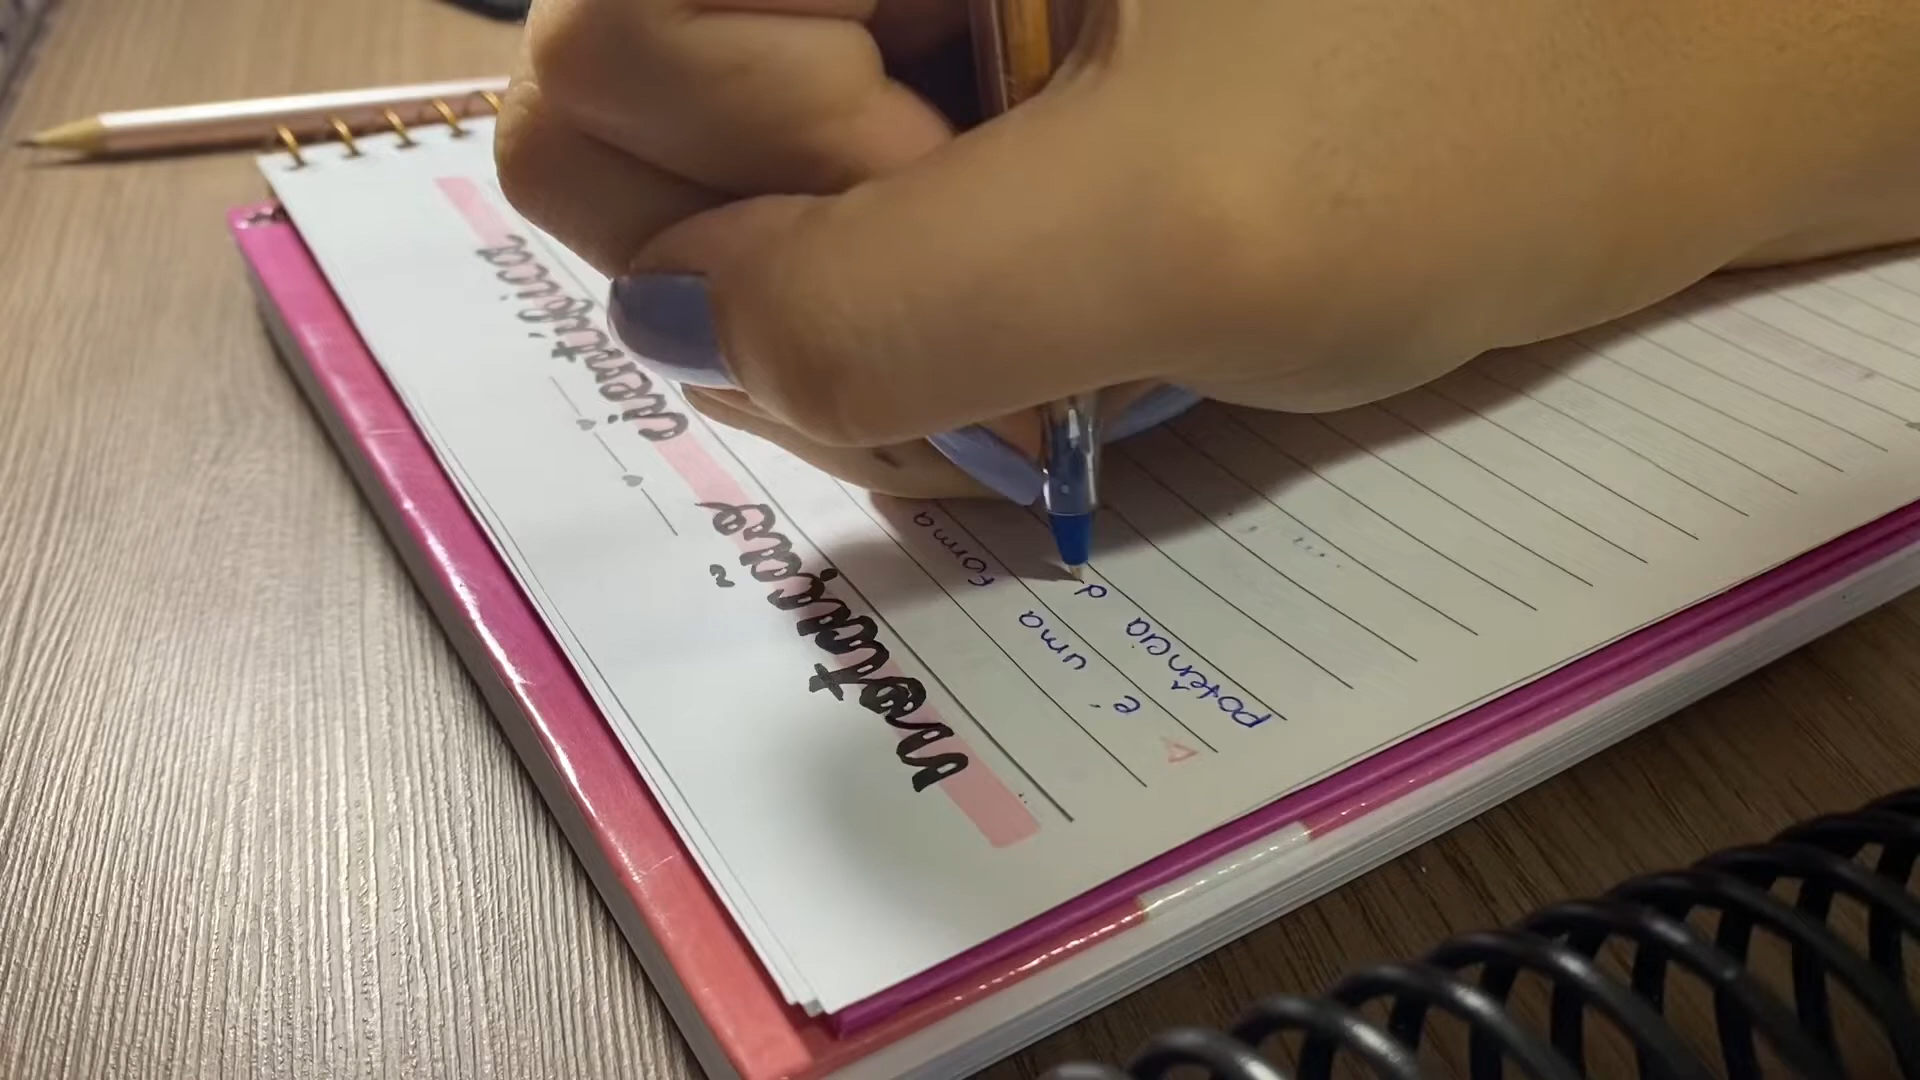 notação científica
é uma forma
potência d